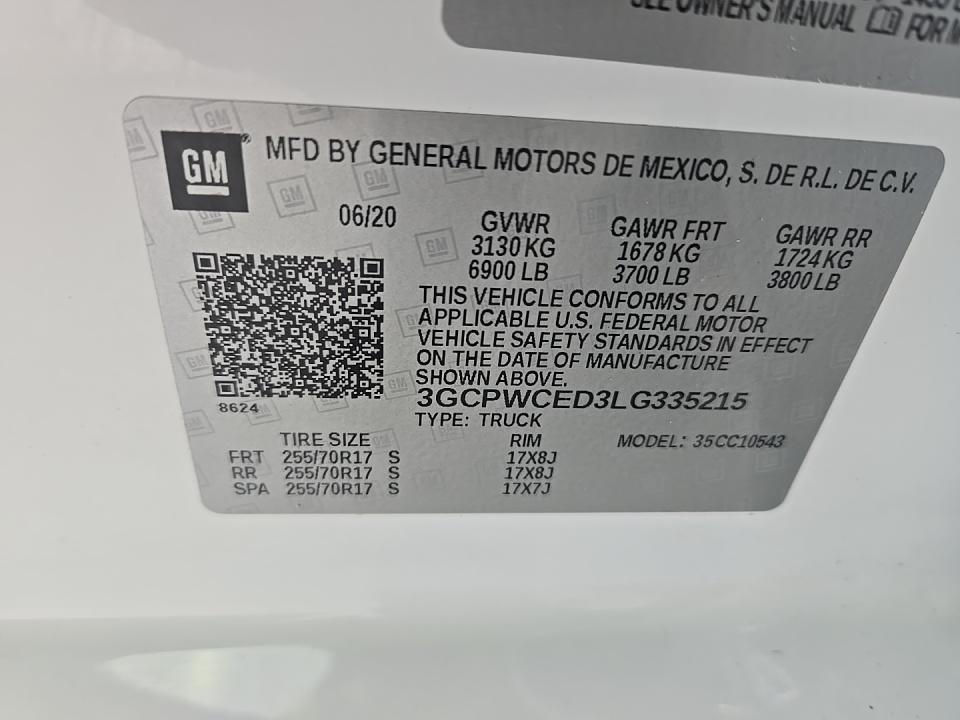 SEE OWNER'S MANUAL FOR
GM
MFD BY GENERAL MOTORS DE MEXICO, S. DE R.L. DE C.V.
06/20 GVWR GAWR FRT GAWR RR
3130 KG 1678 KG 1724 KG
6900 LB 3700 LB 3800 LB
THIS VEHICLE CONFORMS TO ALL
APPLICABLE U.S. FEDERAL MOTOR
VEHICLE SAFETY STANDARDS IN EFFECT
ON THE DATE OF MANUFACTURE
SHOWN ABOVE.
8624
3GCPWCED3LG335215
TYPE: TRUCK
TIRE SIZE RIM MODEL: 35CC10543
FRT 255/70R17 S 17X8J
RR 255/70R17 S 17X8J
SPA 255/70R17 S 17X7J